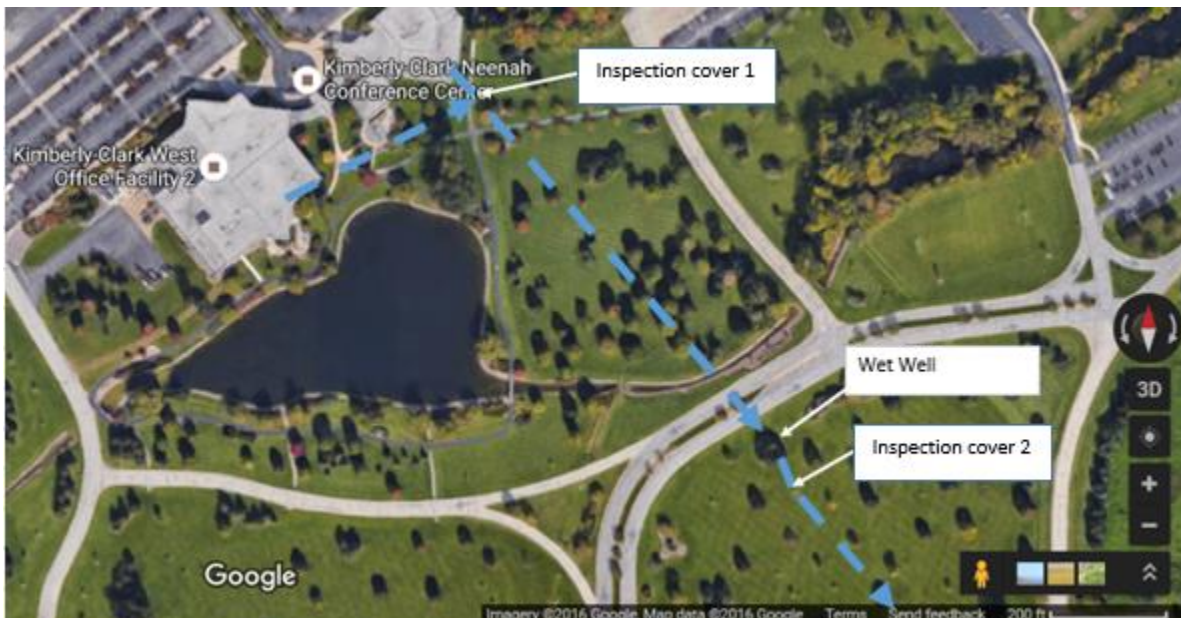 Kimberly-Clark Neenah
Conference Center
Inspection cover 1
Kimberly-Clark West
Office Facility 2
Wet Well
Inspection cover 2
3D
Google
Imagery ©2016 Google, Map data ©2016 Google Terms Send feedback 200 ft